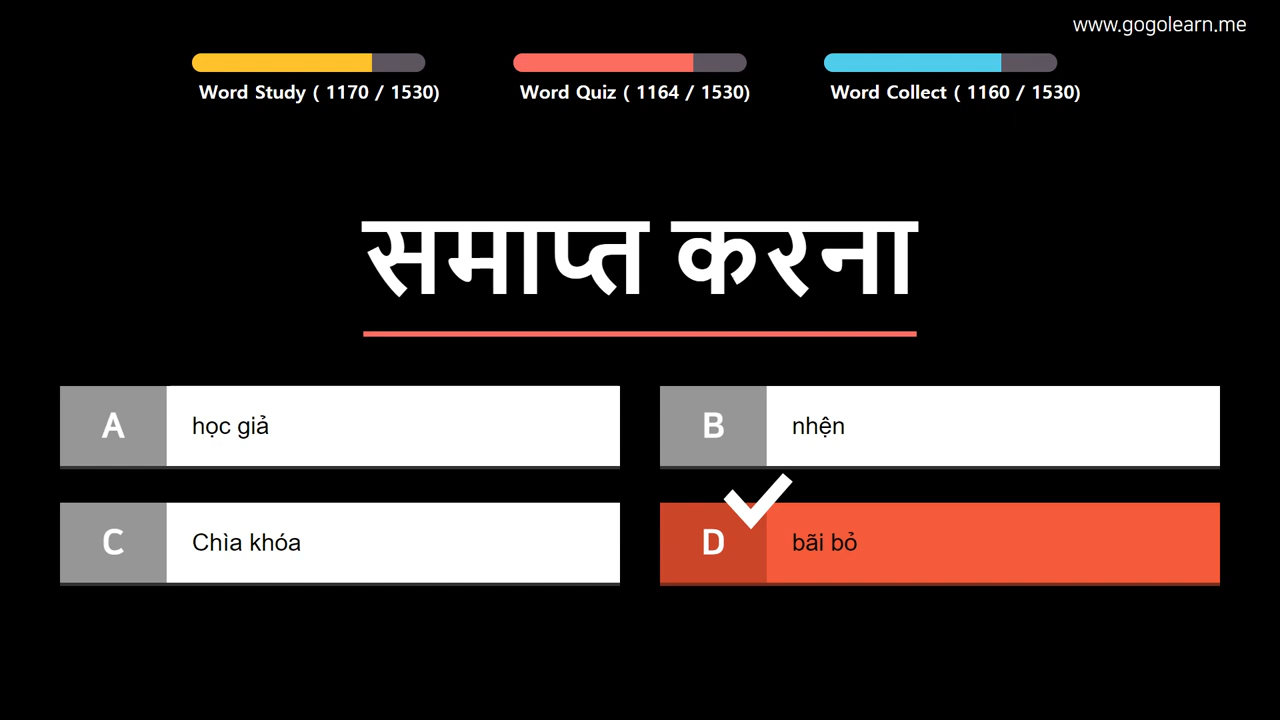 www.gogolearn.me
Word Study ( 1170 / 1530)
Word Quiz ( 1164 / 1530)
Word Collect ( 1160 / 1530)
समाप्त करना
A
học giả
B
nhện
C
Chìa khóa
D
bãi bỏ